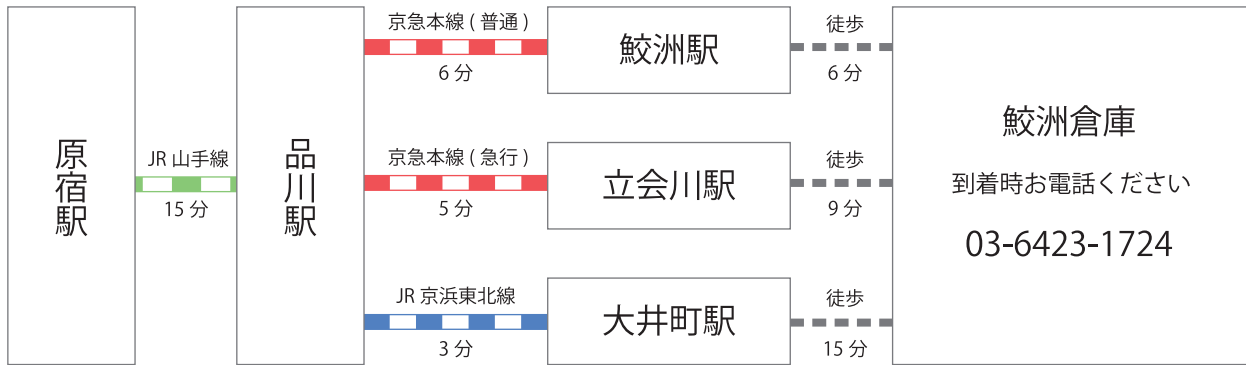 原宿駅
JR 山手線
15 分
品川駅
京急本線 ( 普通 )
6 分
鮫洲駅
徒歩
6 分
京急本線 ( 急行 )
5 分
立会川駅
徒歩
9 分
JR 京浜東北線
3 分
大井町駅
徒歩
15 分
鮫洲倉庫
到着時お電話ください
03-6423-1724